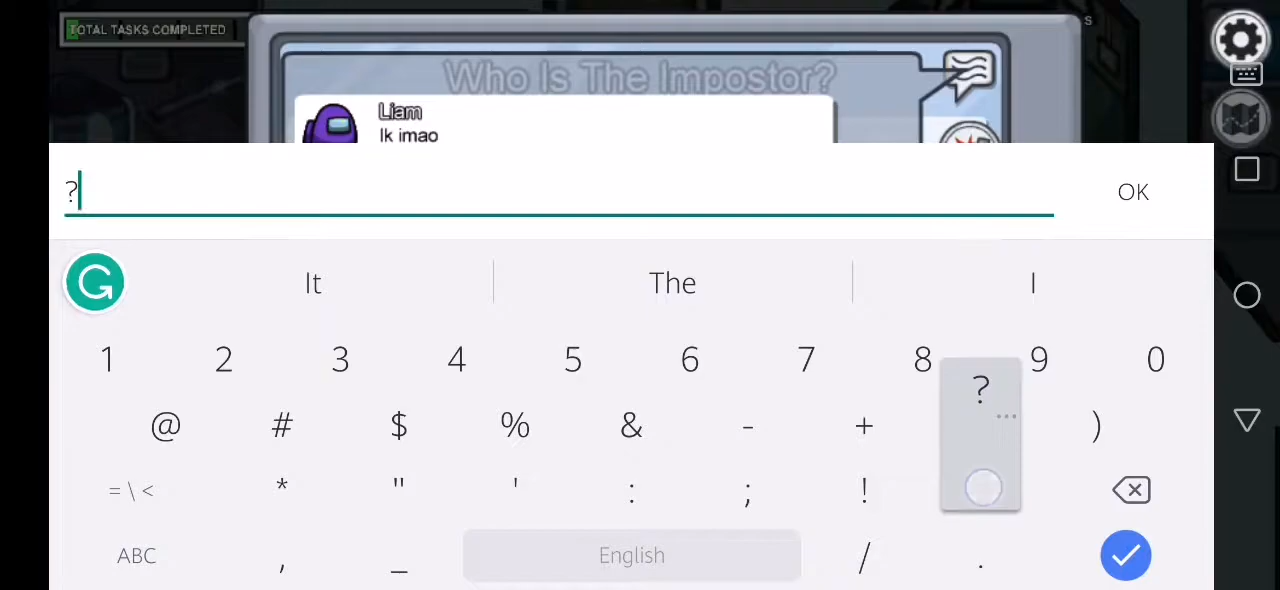 TOTAL TASKS COMPLETED
S
Who Is The Impostor?
Liam
Ik imao
?
OK
It The I
1 2 3 4 5 6 7 8 9 0
@ # $ % & - + ? )
= \ < * " ' : ; !
ABC , _ English / .